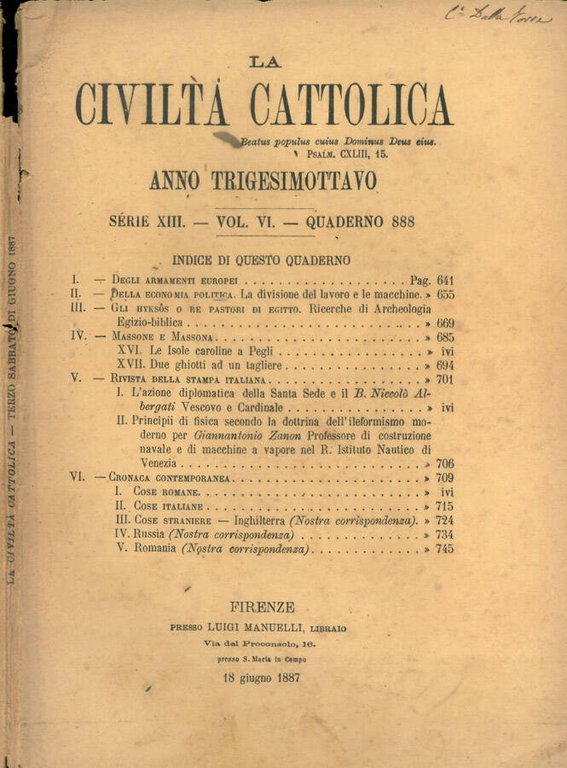 LA
CIVILTÀ CATTOLICA
Beatus populus cuius Dominus Deus eius.
PSALM. CXLIII, 15.
ANNO TRIGESIMOTTAVO
SÉRIE XIII. — VOL. VI. — QUADERNO 888
INDICE DI QUESTO QUADERNO
I. — DEGLI ARMAMENTI EUROPEI . . . . . . . . . . . . . . . . . Pag. 641
II. — DELLA ECONOMIA POLITICA. La divisione del lavoro e le macchine. » 655
III. — GLI HYKSÔS O RE PASTORI DI EGITTO. Ricerche di Archeologia
Egizio-biblica . . . . . . . . . . . . . . . . . » 669
IV. — MASSONE E MASSONA. . . . . . . . . . . . . . . . . » 685
XVI. Le Isole caroline a Pegli . . . . . . . . . . . . . . . . . » ivi
XVII. Due ghiotti ad un tagliere . . . . . . . . . . . . . . . . . » 694
V. — RIVISTA DELLA STAMPA ITALIANA. . . . . . . . . . . . . . . . . » 701
I. L'azione diplomatica della Santa Sede e il B. Niccolò Al-
bergati Vescovo e Cardinale . . . . . . . . . . . . . . . . . » ivi
II. Principii di fisica secondo la dottrina dell'ileformismo mo-
derno per Giannantonio Zanon Professore di costruzione
navale e di macchine a vapore nel R. Istituto Nautico di
Venezia . . . . . . . . . . . . . . . . . » 706
VI. — CRONACA CONTEMPORANEA . . . . . . . . . . . . . . . . . » 709
I. COSE ROMANE. . . . . . . . . . . . . . . . . » ivi
II. COSE ITALIANE . . . . . . . . . . . . . . . . . » 715
III. COSE STRANIERE — Inghilterra (Nostra corrispondenza). » 724
IV. Russia (Nostra corrispondenza) . . . . . . . . . . . . . . . . . » 734
V. Romania (Nostra corrispondenza) . . . . . . . . . . . . . . . . . » 745
FIRENZE
PRESSO LUIGI MANUELLI, LIBRAIO
Via del Proconsolo, 16.
presso S. Maria in Campo
18 giugno 1887
LA CIVILTÀ CATTOLICA — TERZO SABBATO DI GIUGNO 1887